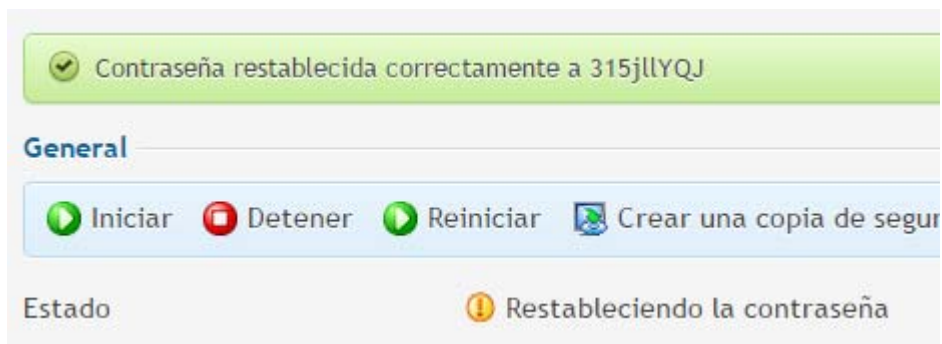 Contraseña restablecida correctamente a 315jllYQJ
General
Iniciar Detener Reiniciar Crear una copia de segur
Estado Restableciendo la contraseña